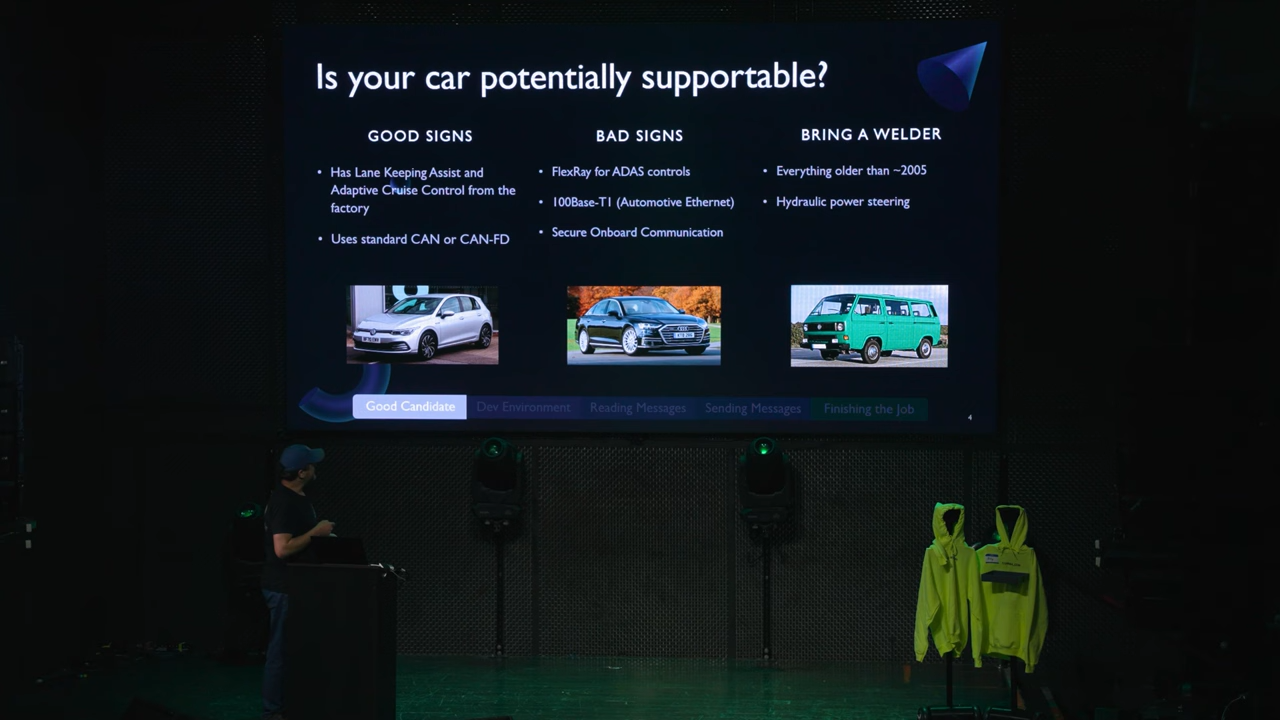 Is your car potentially supportable?
GOOD SIGNS
• Has Lane Keeping Assist and
Adaptive Cruise Control from the
factory
• Uses standard CAN or CAN-FD
BAD SIGNS
• FlexRay for ADAS controls
• 100Base-T1 (Automotive Ethernet)
• Secure Onboard Communication
BRING A WELDER
• Everything older than ~2005
• Hydraulic power steering
Good Candidate Dev Environment Reading Messages Sending Messages Finishing the Job
4